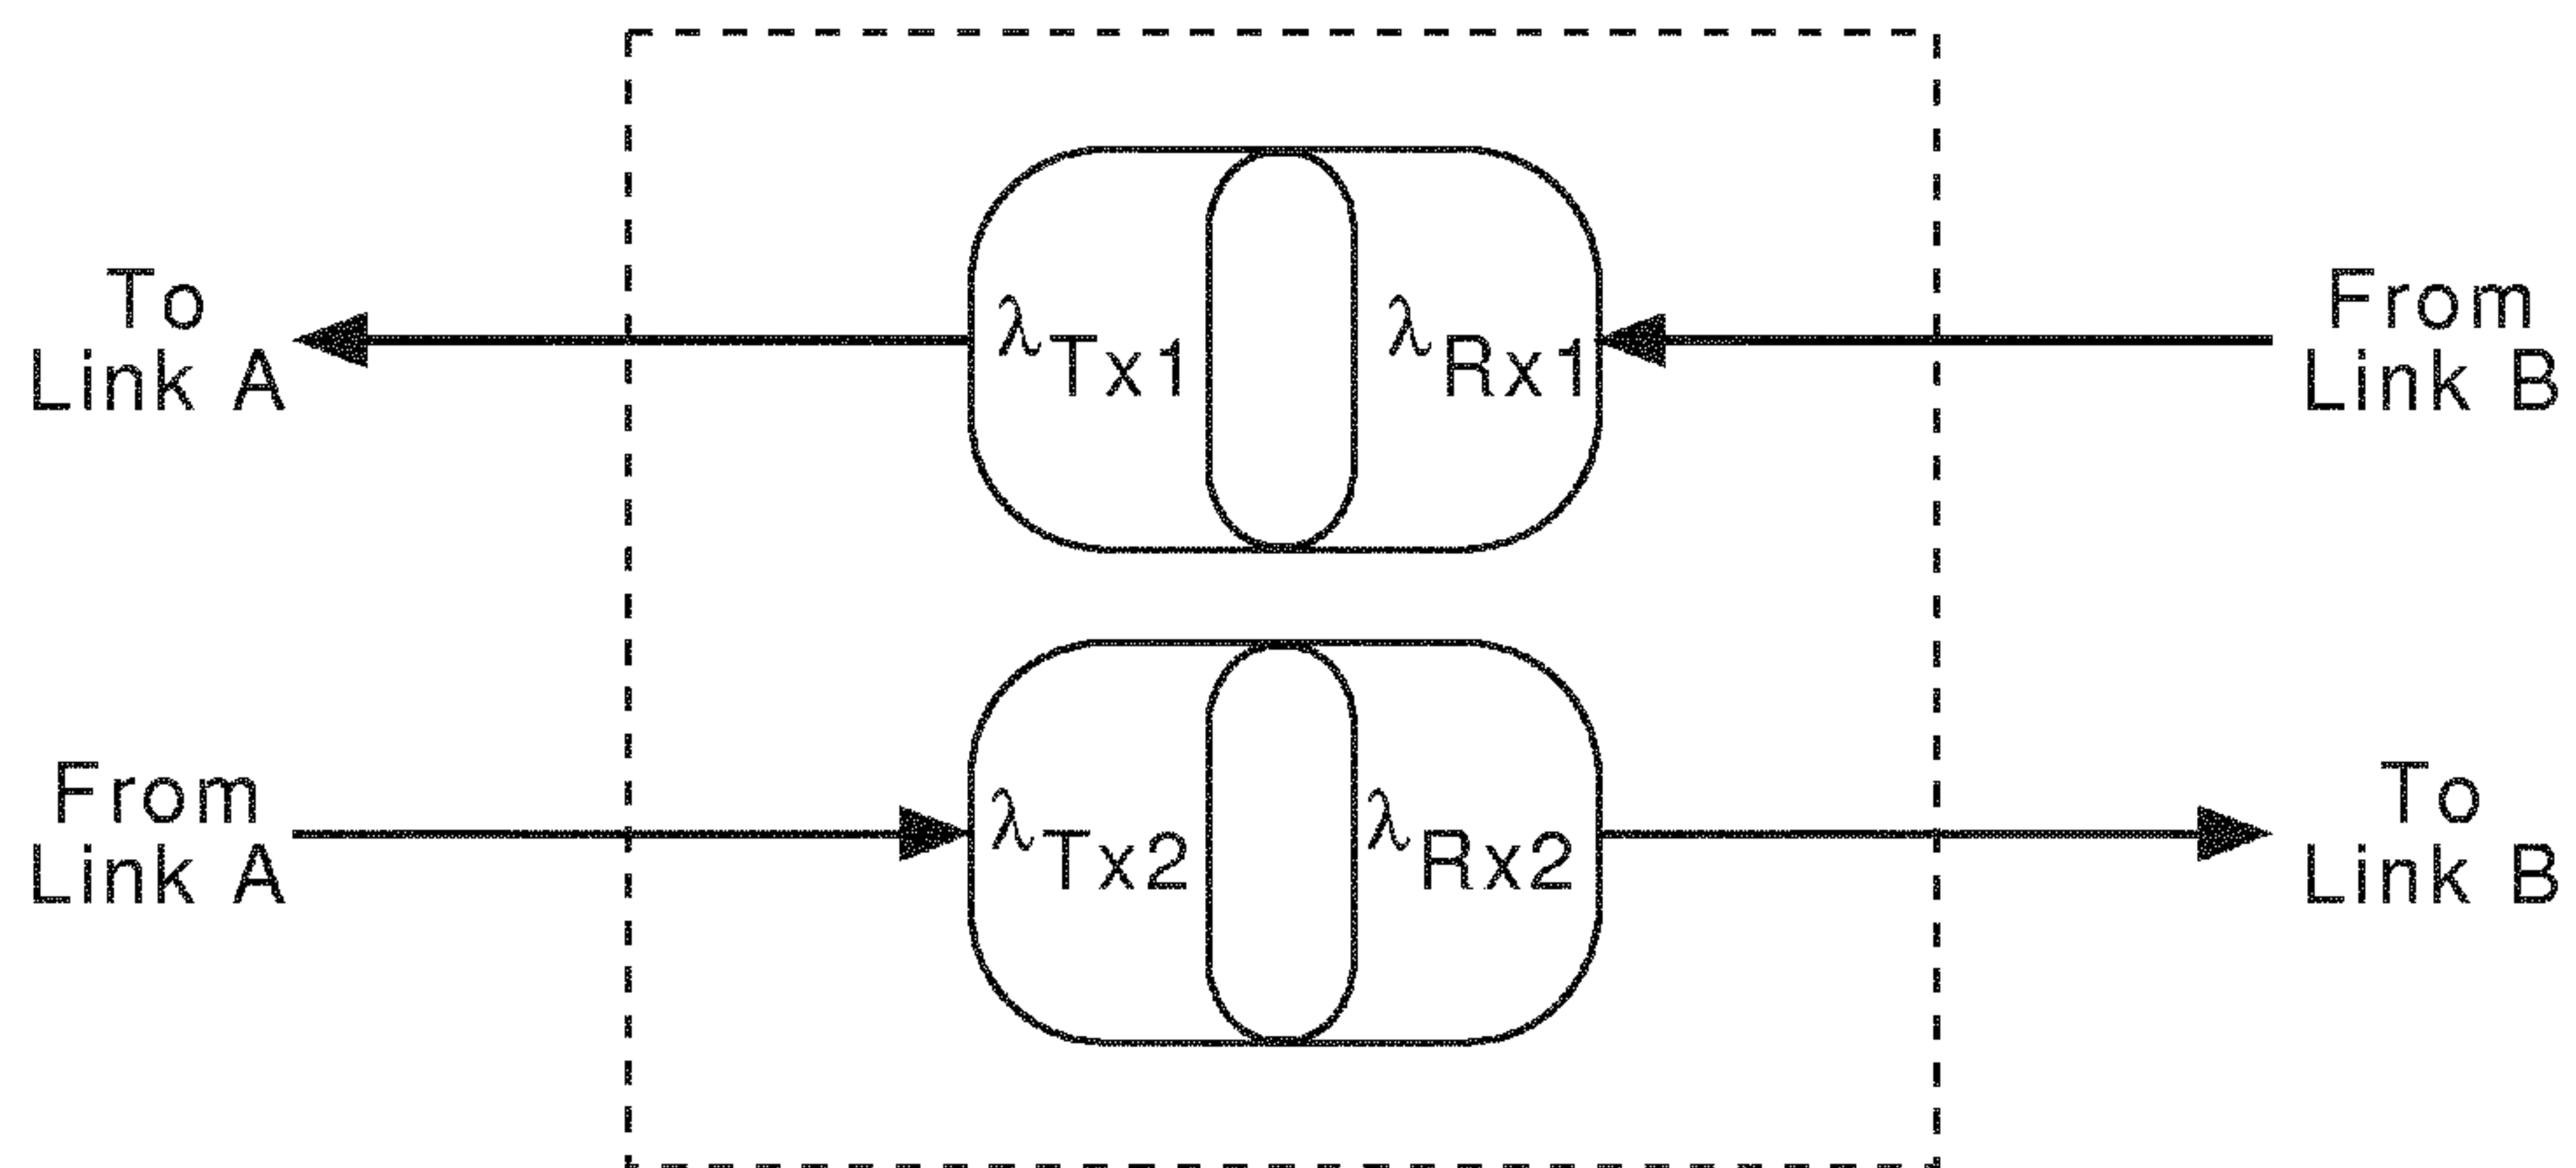 To
Link A
λTx1
λRx1
From
Link B
From
Link A
λTx2
λRx2
To
Link B